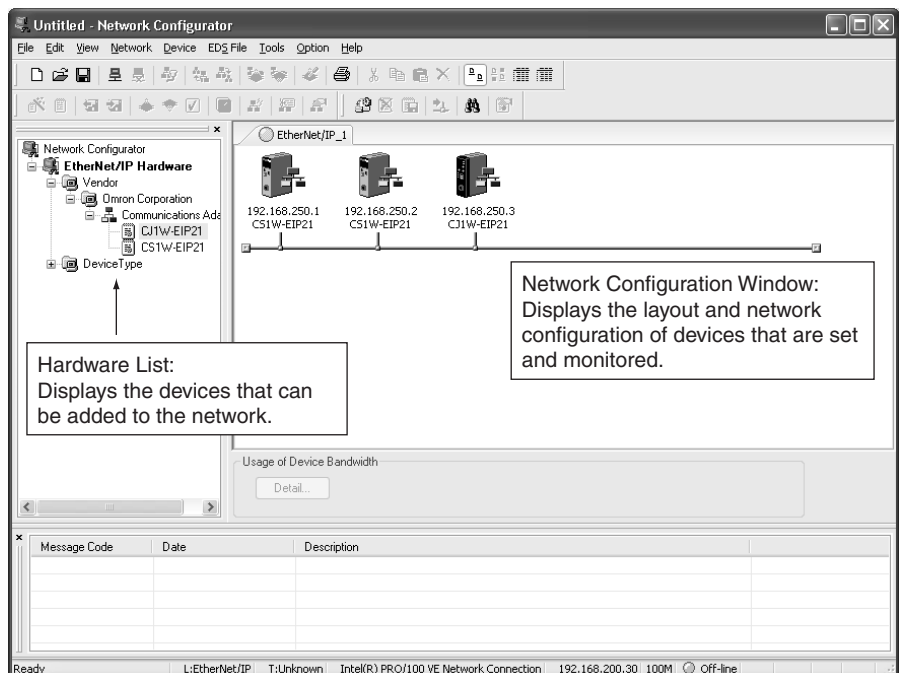 Untitled - Network Configurator
File Edit View Network Device EDS File Tools Option Help
Network Configurator
EtherNet/IP Hardware
Vendor
Omron Corporation
Communications Ada
CJ1W-EIP21
CS1W-EIP21
DeviceType
Hardware List:
Displays the devices that can
be added to the network.
EtherNet/IP_1
192.168.250.1 192.168.250.2 192.168.250.3
CS1W-EIP21 CS1W-EIP21 CJ1W-EIP21
Network Configuration Window:
Displays the layout and network
configuration of devices that are set
and monitored.
Usage of Device Bandwidth
Detail...
Message Code Date Description
Ready L:EtherNet/IP T:Unknown Intel(R) PRO/100 VE Network Connection 192.168.200.30 100M Off-line